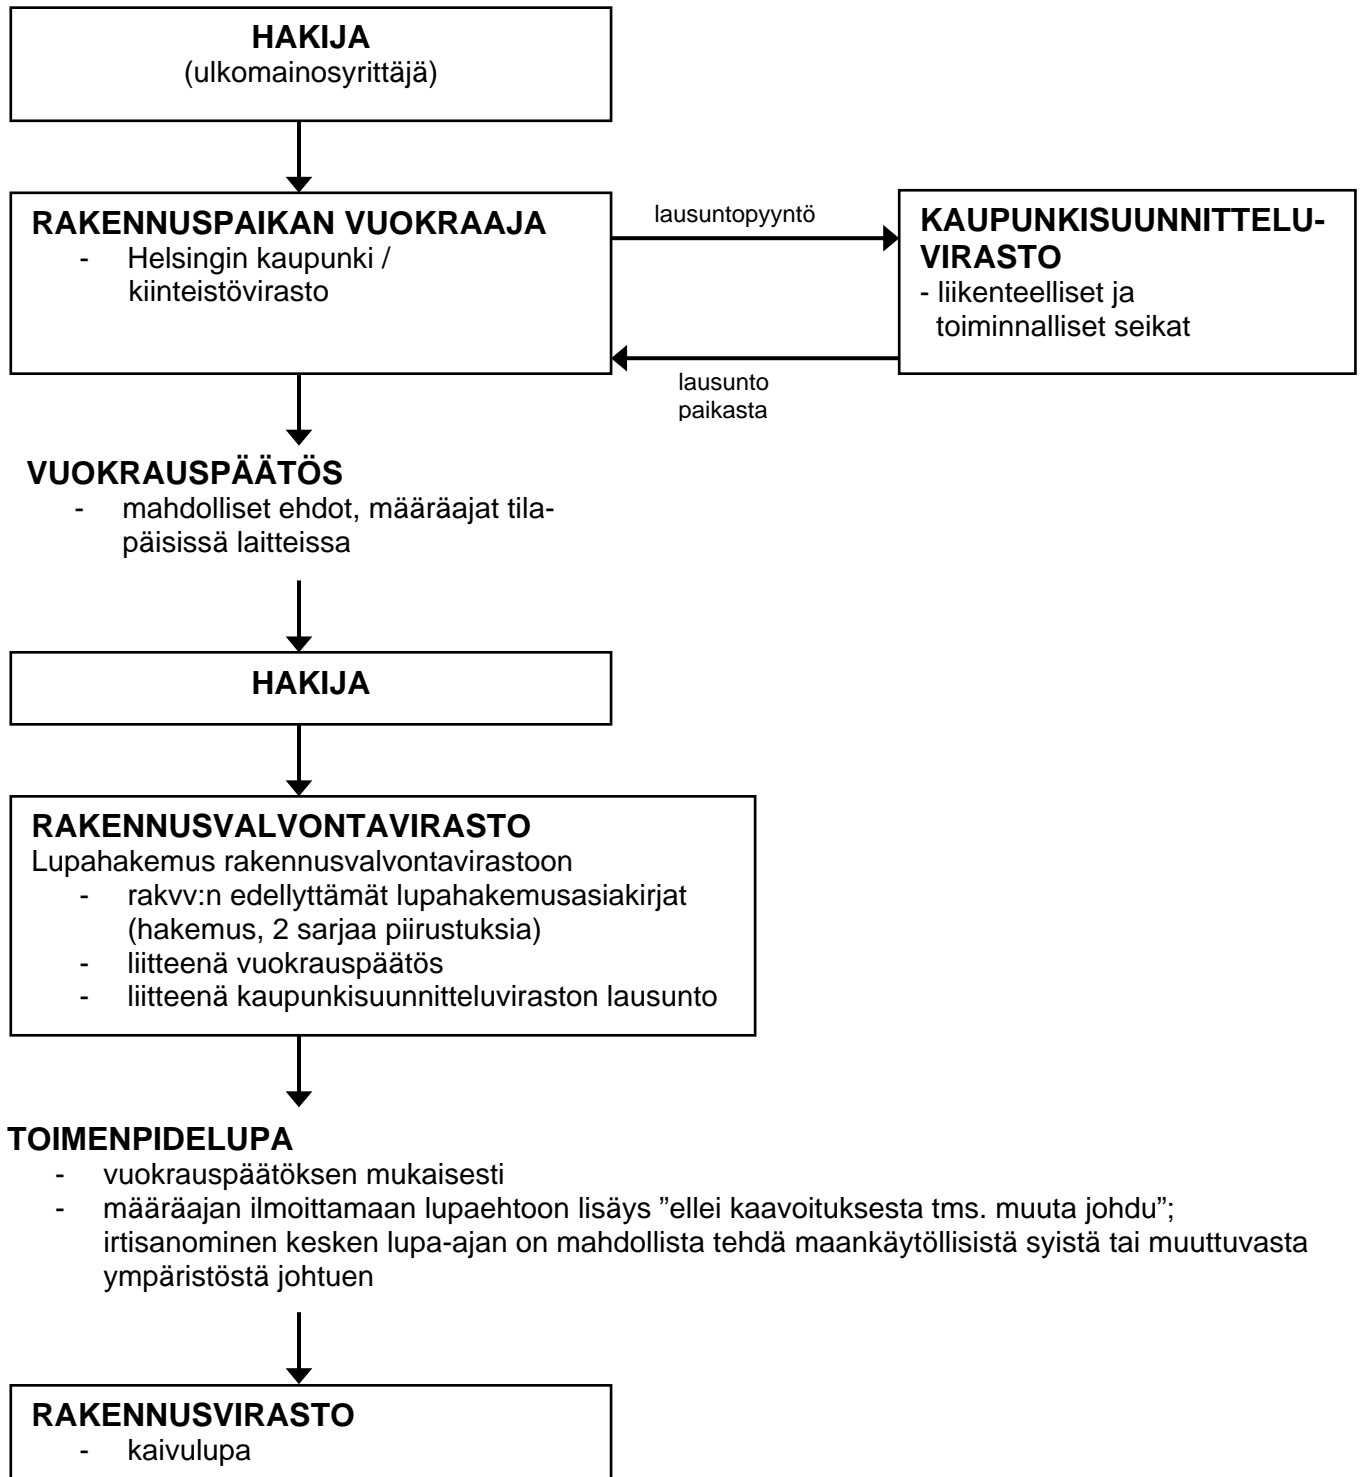 HAKIJA
(ulkomainosyrittäjä)
RAKENNUSPAIKAN VUOKRAAJA
- Helsingin kaupunki /
kiinteistövirasto
lausuntopyyntö
KAUPUNKISUUNNITTELU-
VIRASTO
- liikenteelliset ja
toiminnalliset seikat
lausunto
paikasta
VUOKRAUSPÄÄTÖS
- mahdolliset ehdot, määräajat tila-
päisissä laitteissa
HAKIJA
RAKENNUSVALVONTAVIRASTO
Lupahakemus rakennusvalvontavirastoon
- rakvv:n edellyttämät lupahakemusasiakirjat
(hakemus, 2 sarjaa piirustuksia)
- liitteenä vuokrauspäätös
- liitteenä kaupunkisuunnitteluviraston lausunto
TOIMENPIDELUPA
- vuokrauspäätöksen mukaisesti
- määräajan ilmoittamaan lupaehtoon lisäys ”ellei kaavoituksesta tms. muuta johdu”;
irtisanominen kesken lupa-ajan on mahdollista tehdä maankäytöllisistä syistä tai muuttuvasta
ympäristöstä johtuen
RAKENNUSVIRASTO
- kaivulupa